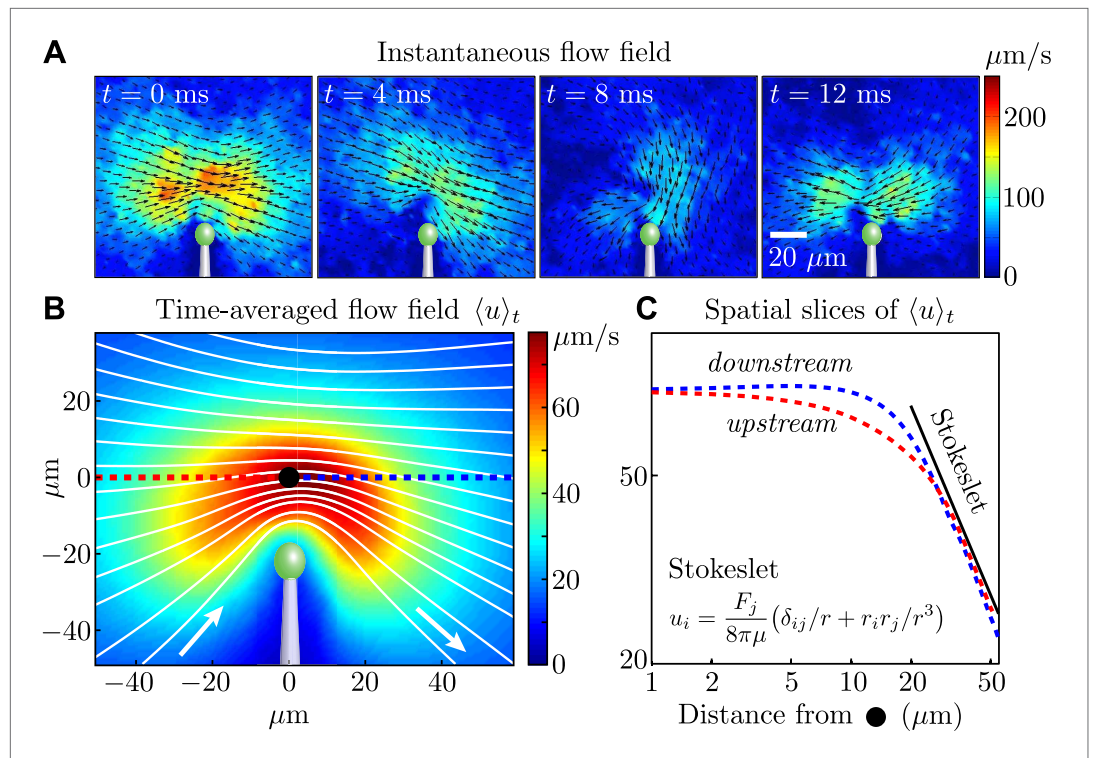 A
Instantaneous flow field
μm/s
t = 0 ms
t = 4 ms
t = 8 ms
t = 12 ms
200
100
0
20 μm
B
Time-averaged flow field ⟨u⟩t
μm/s
60
40
20
0
20
0
−20
−40
μm
−40
−20
0
20
40
μm
C
Spatial slices of ⟨u⟩t
downstream
upstream
Stokeslet
Stokeslet
u_i = F_j/8πμ (δ_ij/r + r_i r_j/r³)
50
20
1
2
5
10
20
50
Distance from ● (μm)